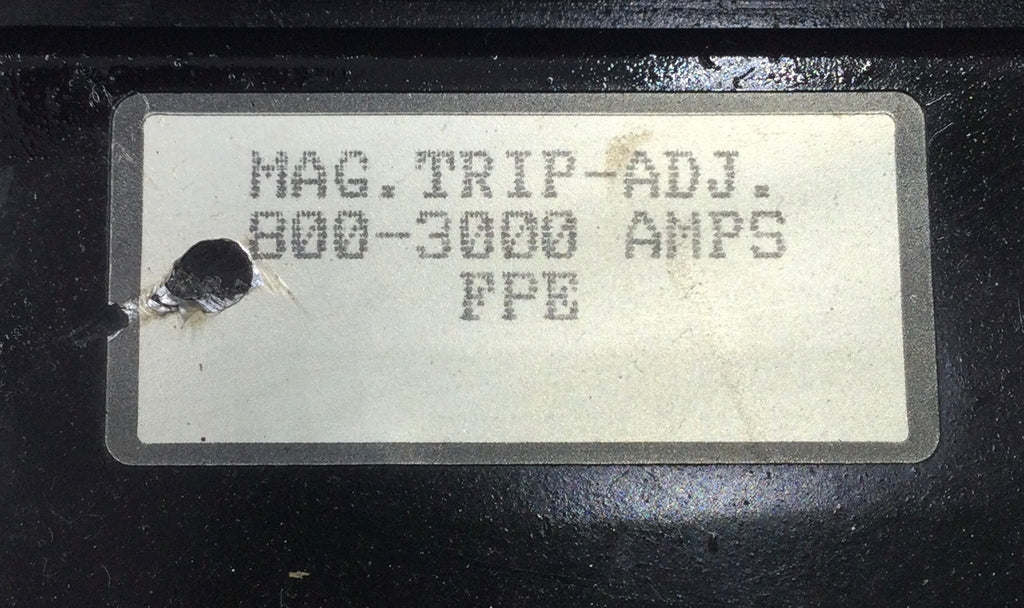 MAG.TRIP-ADJ.
800-3000 AMPS
FPE